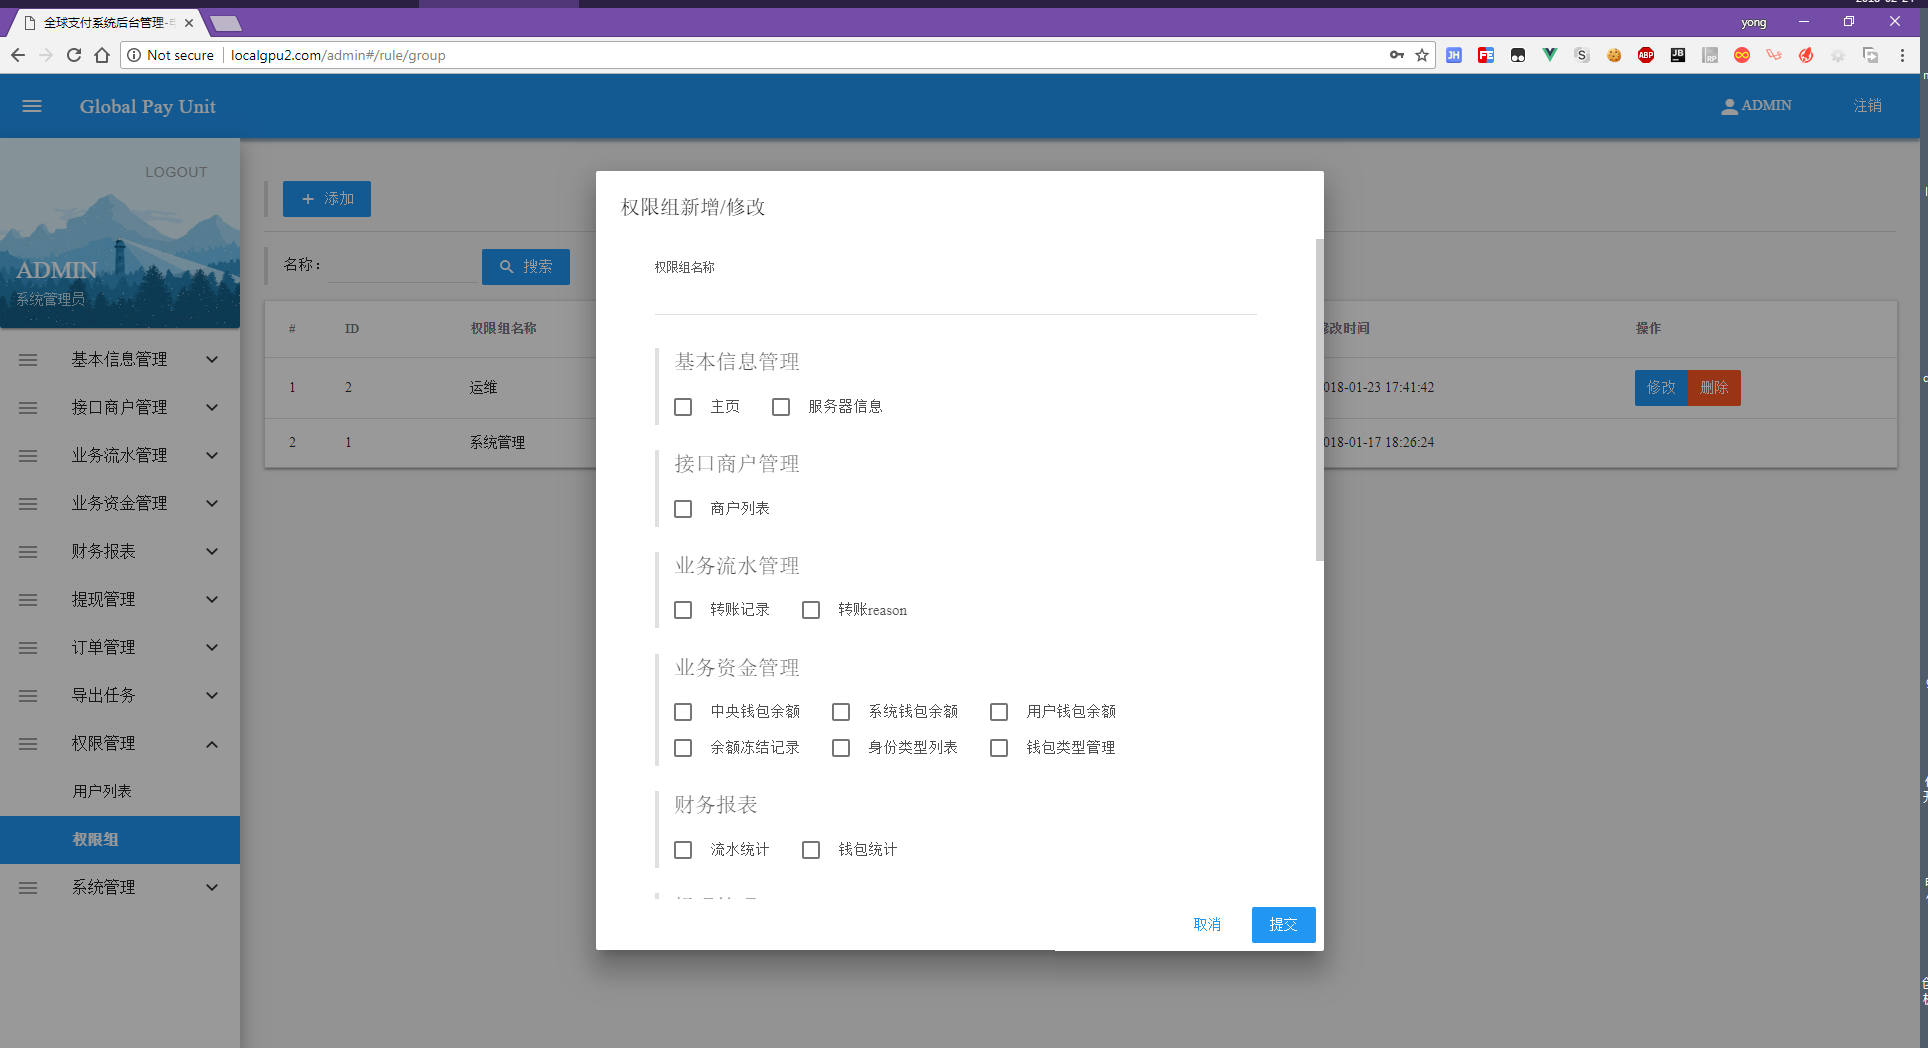 全球支付系统后台管理-
yong
Not secure
localgpu2.com/admin#/rule/group
Global Pay Unit
ADMIN
注销
LOGOUT
ADMIN
系统管理员
基本信息管理
接口商户管理
业务流水管理
业务资金管理
财务报表
提现管理
订单管理
导出任务
权限管理
用户列表
权限组
系统管理
+ 添加
名称：
搜索
# ID 权限组名称 修改时间 操作
1 2 运维 018-01-23 17:41:42 修改 删除
2 1 系统管理 018-01-17 18:26:24
权限组新增/修改
权限组名称
基本信息管理
主页 服务器信息
接口商户管理
商户列表
业务流水管理
转账记录 转账reason
业务资金管理
中央钱包余额 系统钱包余额 用户钱包余额
余额冻结记录 身份类型列表 钱包类型管理
财务报表
流水统计 钱包统计
取消 提交